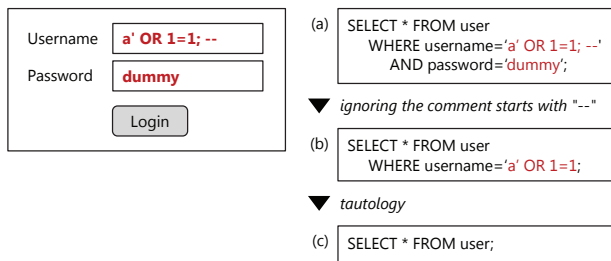 Username a' OR 1=1; --
Password dummy
Login
(a) SELECT * FROM user
WHERE username=‘a’ OR 1=1; --'
AND password=‘dummy’;
ignoring the comment starts with "--"
(b) SELECT * FROM user
WHERE username=‘a’ OR 1=1;
tautology
(c) SELECT * FROM user;